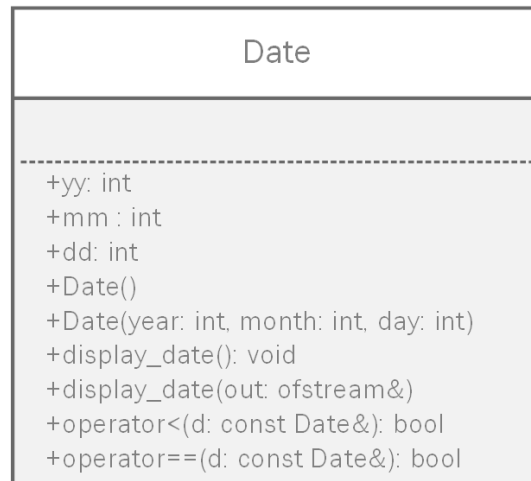 Date
+yy: int
+mm : int
+dd: int
+Date()
+Date(year: int, month: int, day: int)
+display_date(): void
+display_date(out: ofstream&)
+operator<(d: const Date&): bool
+operator==(d: const Date&): bool